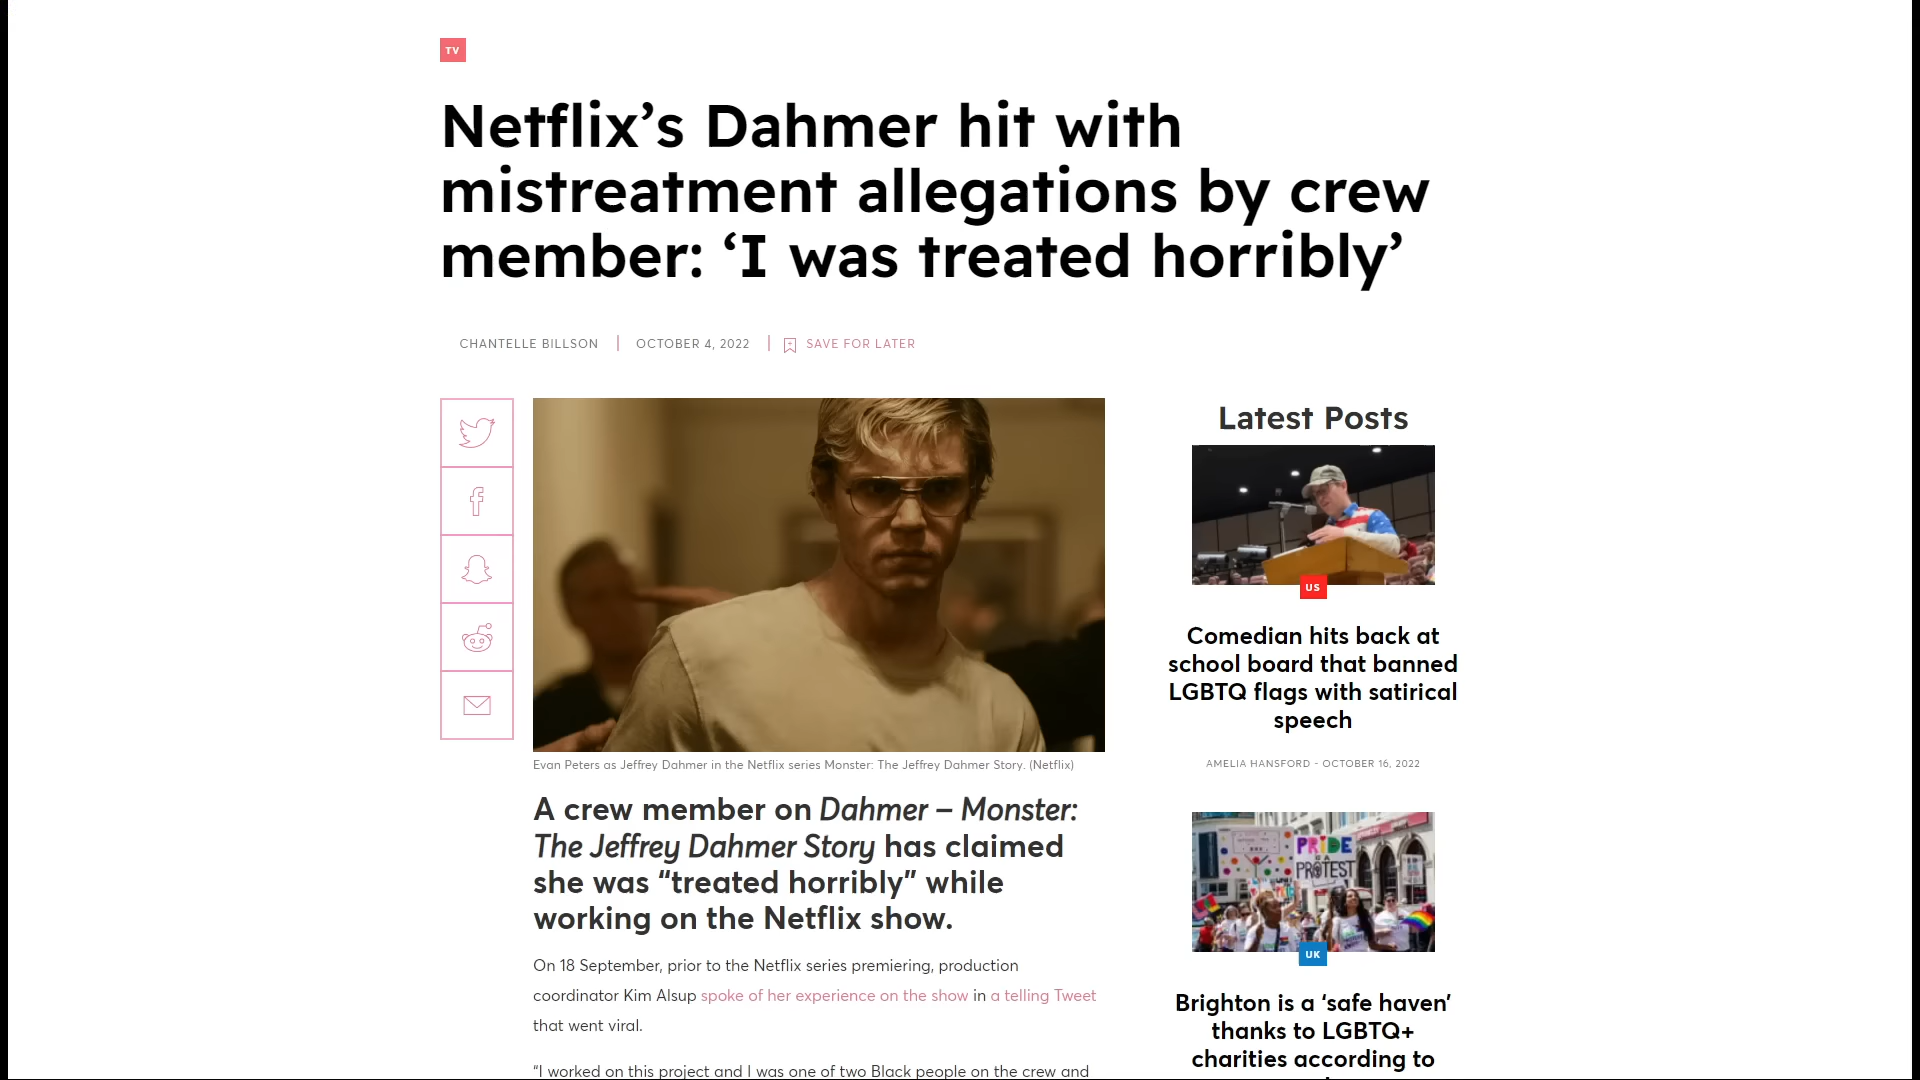 TV
Netflix’s Dahmer hit with
mistreatment allegations by crew
member: ‘I was treated horribly’
CHANTELLE BILLSON
OCTOBER 4, 2022
SAVE FOR LATER
Evan Peters as Jeffrey Dahmer in the Netflix series Monster: The Jeffrey Dahmer Story. (Netflix)
A crew member on Dahmer – Monster:
The Jeffrey Dahmer Story has claimed
she was “treated horribly” while
working on the Netflix show.
On 18 September, prior to the Netflix series premiering, production
coordinator Kim Alsup spoke of her experience on the show in a telling Tweet
that went viral.
“I worked on this project and I was one of two Black people on the crew and
Latest Posts
US
Comedian hits back at
school board that banned
LGBTQ flags with satirical
speech
AMELIA HANSFORD - OCTOBER 16, 2022
PRIDE
IS A
PROTEST
UK
Brighton is a ‘safe haven’
thanks to LGBTQ+
charities according to